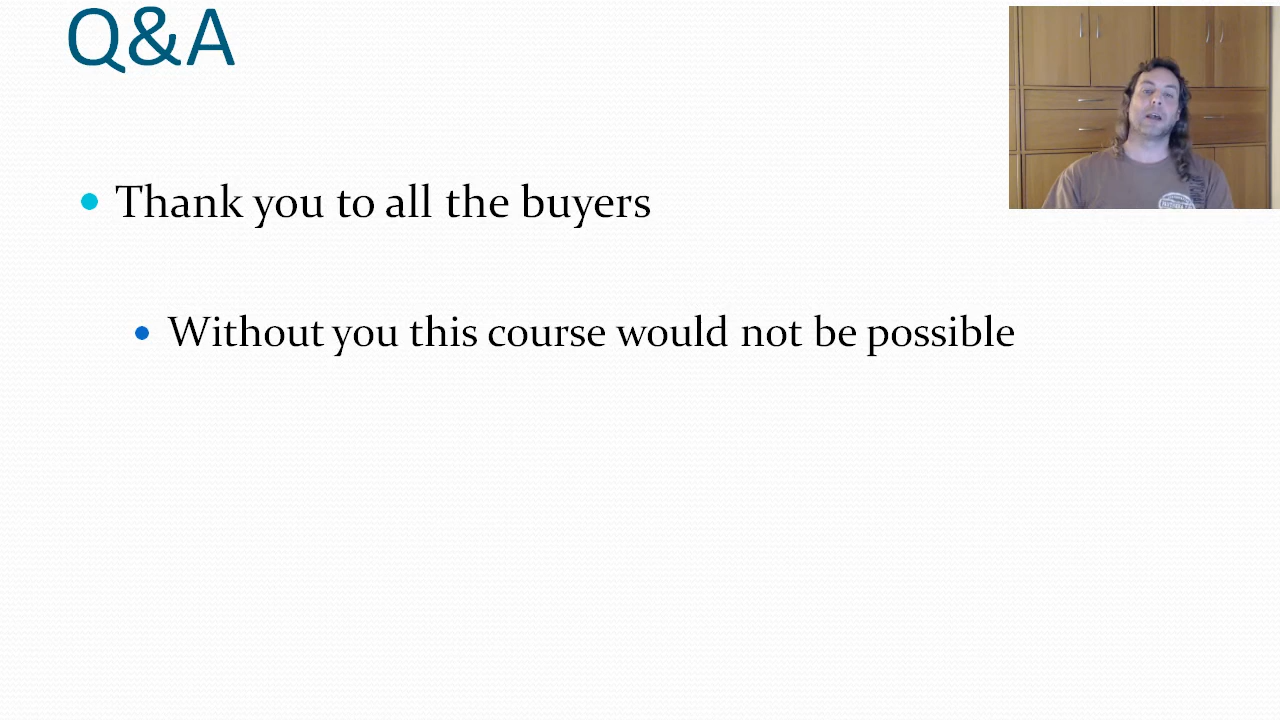 Q&A
Thank you to all the buyers
Without you this course would not be possible